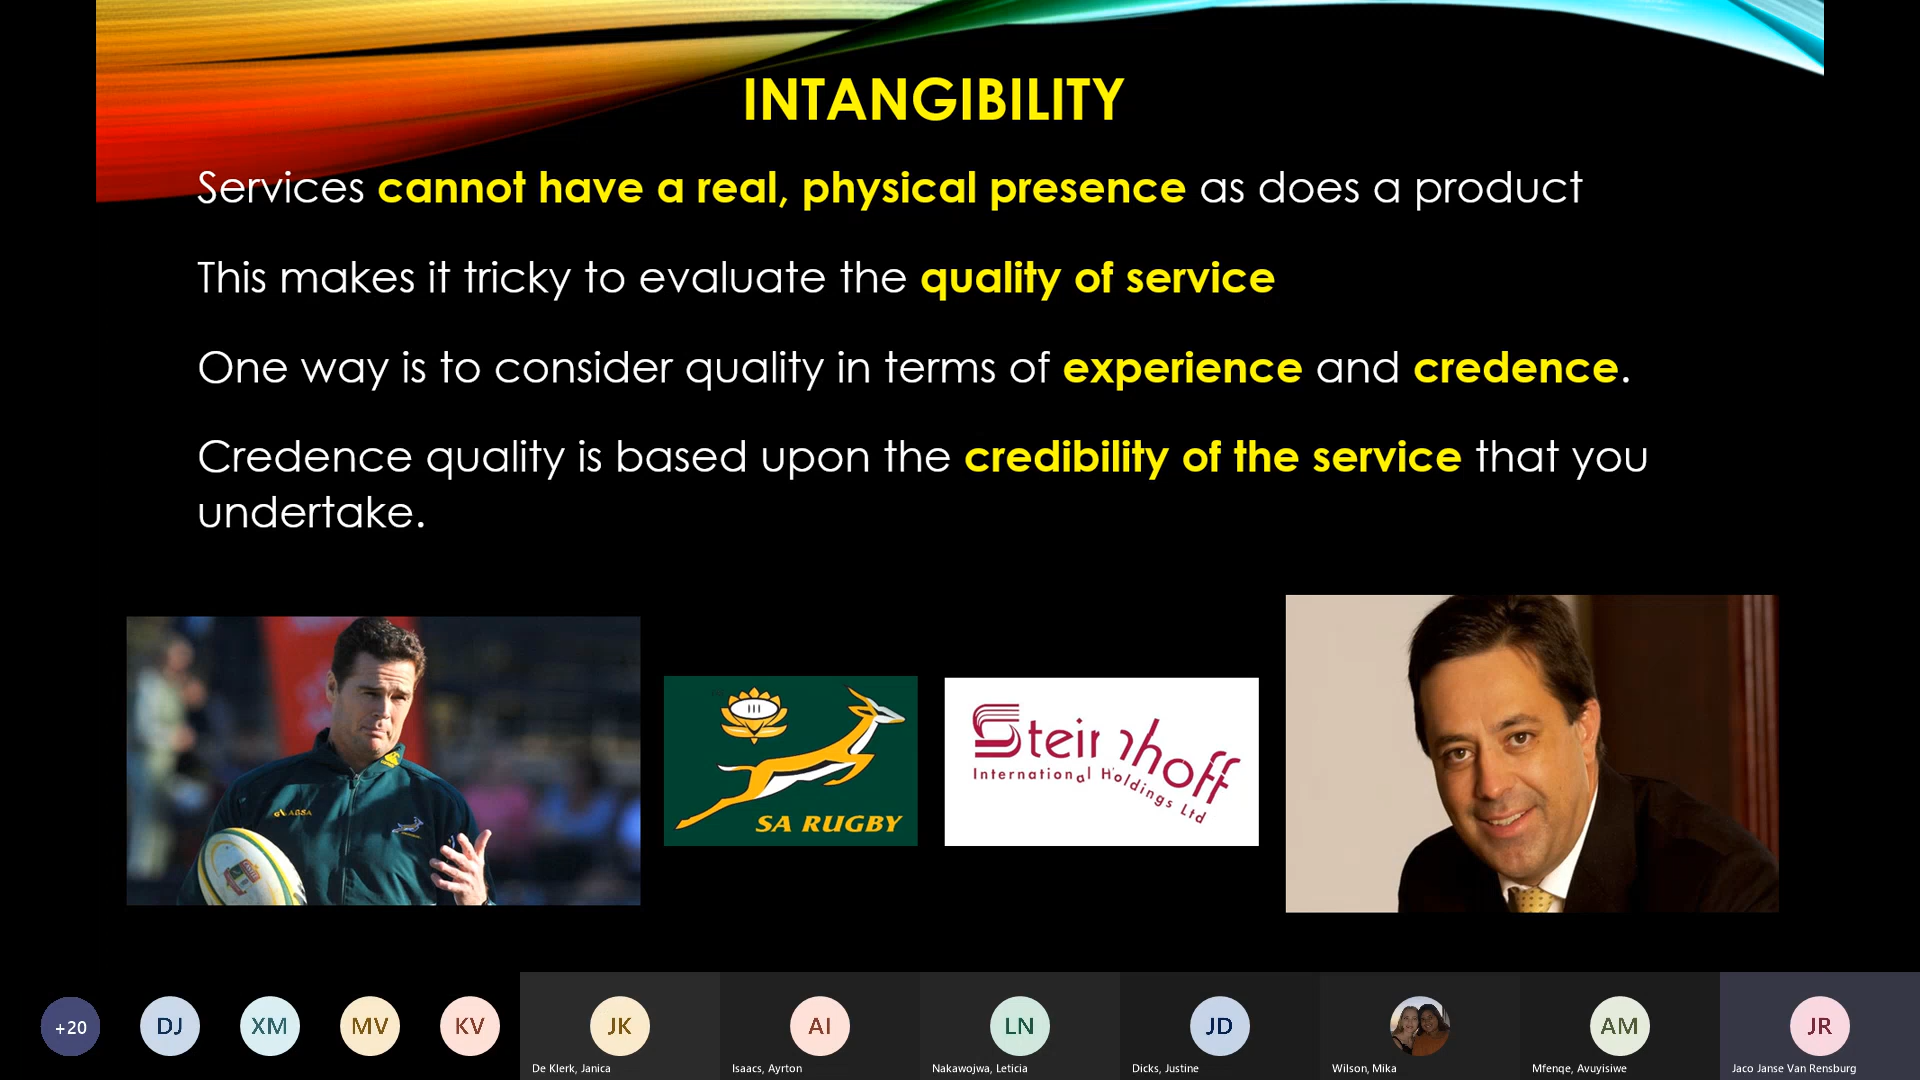 INTANGIBILITY
Services cannot have a real, physical presence as does a product
This makes it tricky to evaluate the quality of service
One way is to consider quality in terms of experience and credence.
Credence quality is based upon the credibility of the service that you
undertake.
ABSA
SA RUGBY
Steinhoff
International Holdings Ltd
+20
DJ
XM
MV
KV
JK
AI
LN
JD
AM
JR
De Klerk, Janica
Isaacs, Ayrton
Nakawojwa, Leticia
Dicks, Justine
Wilson, Mika
Mfenqe, Avuyisiwe
Jaco Janse Van Rensburg